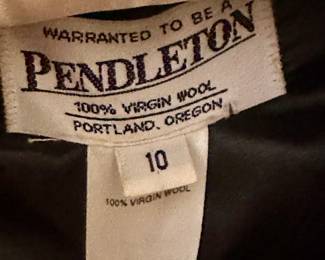 WARRANTED TO BE A
PENDLETON
100% VIRGIN WOOL
PORTLAND, OREGON
10
100% VIRGIN WOOL